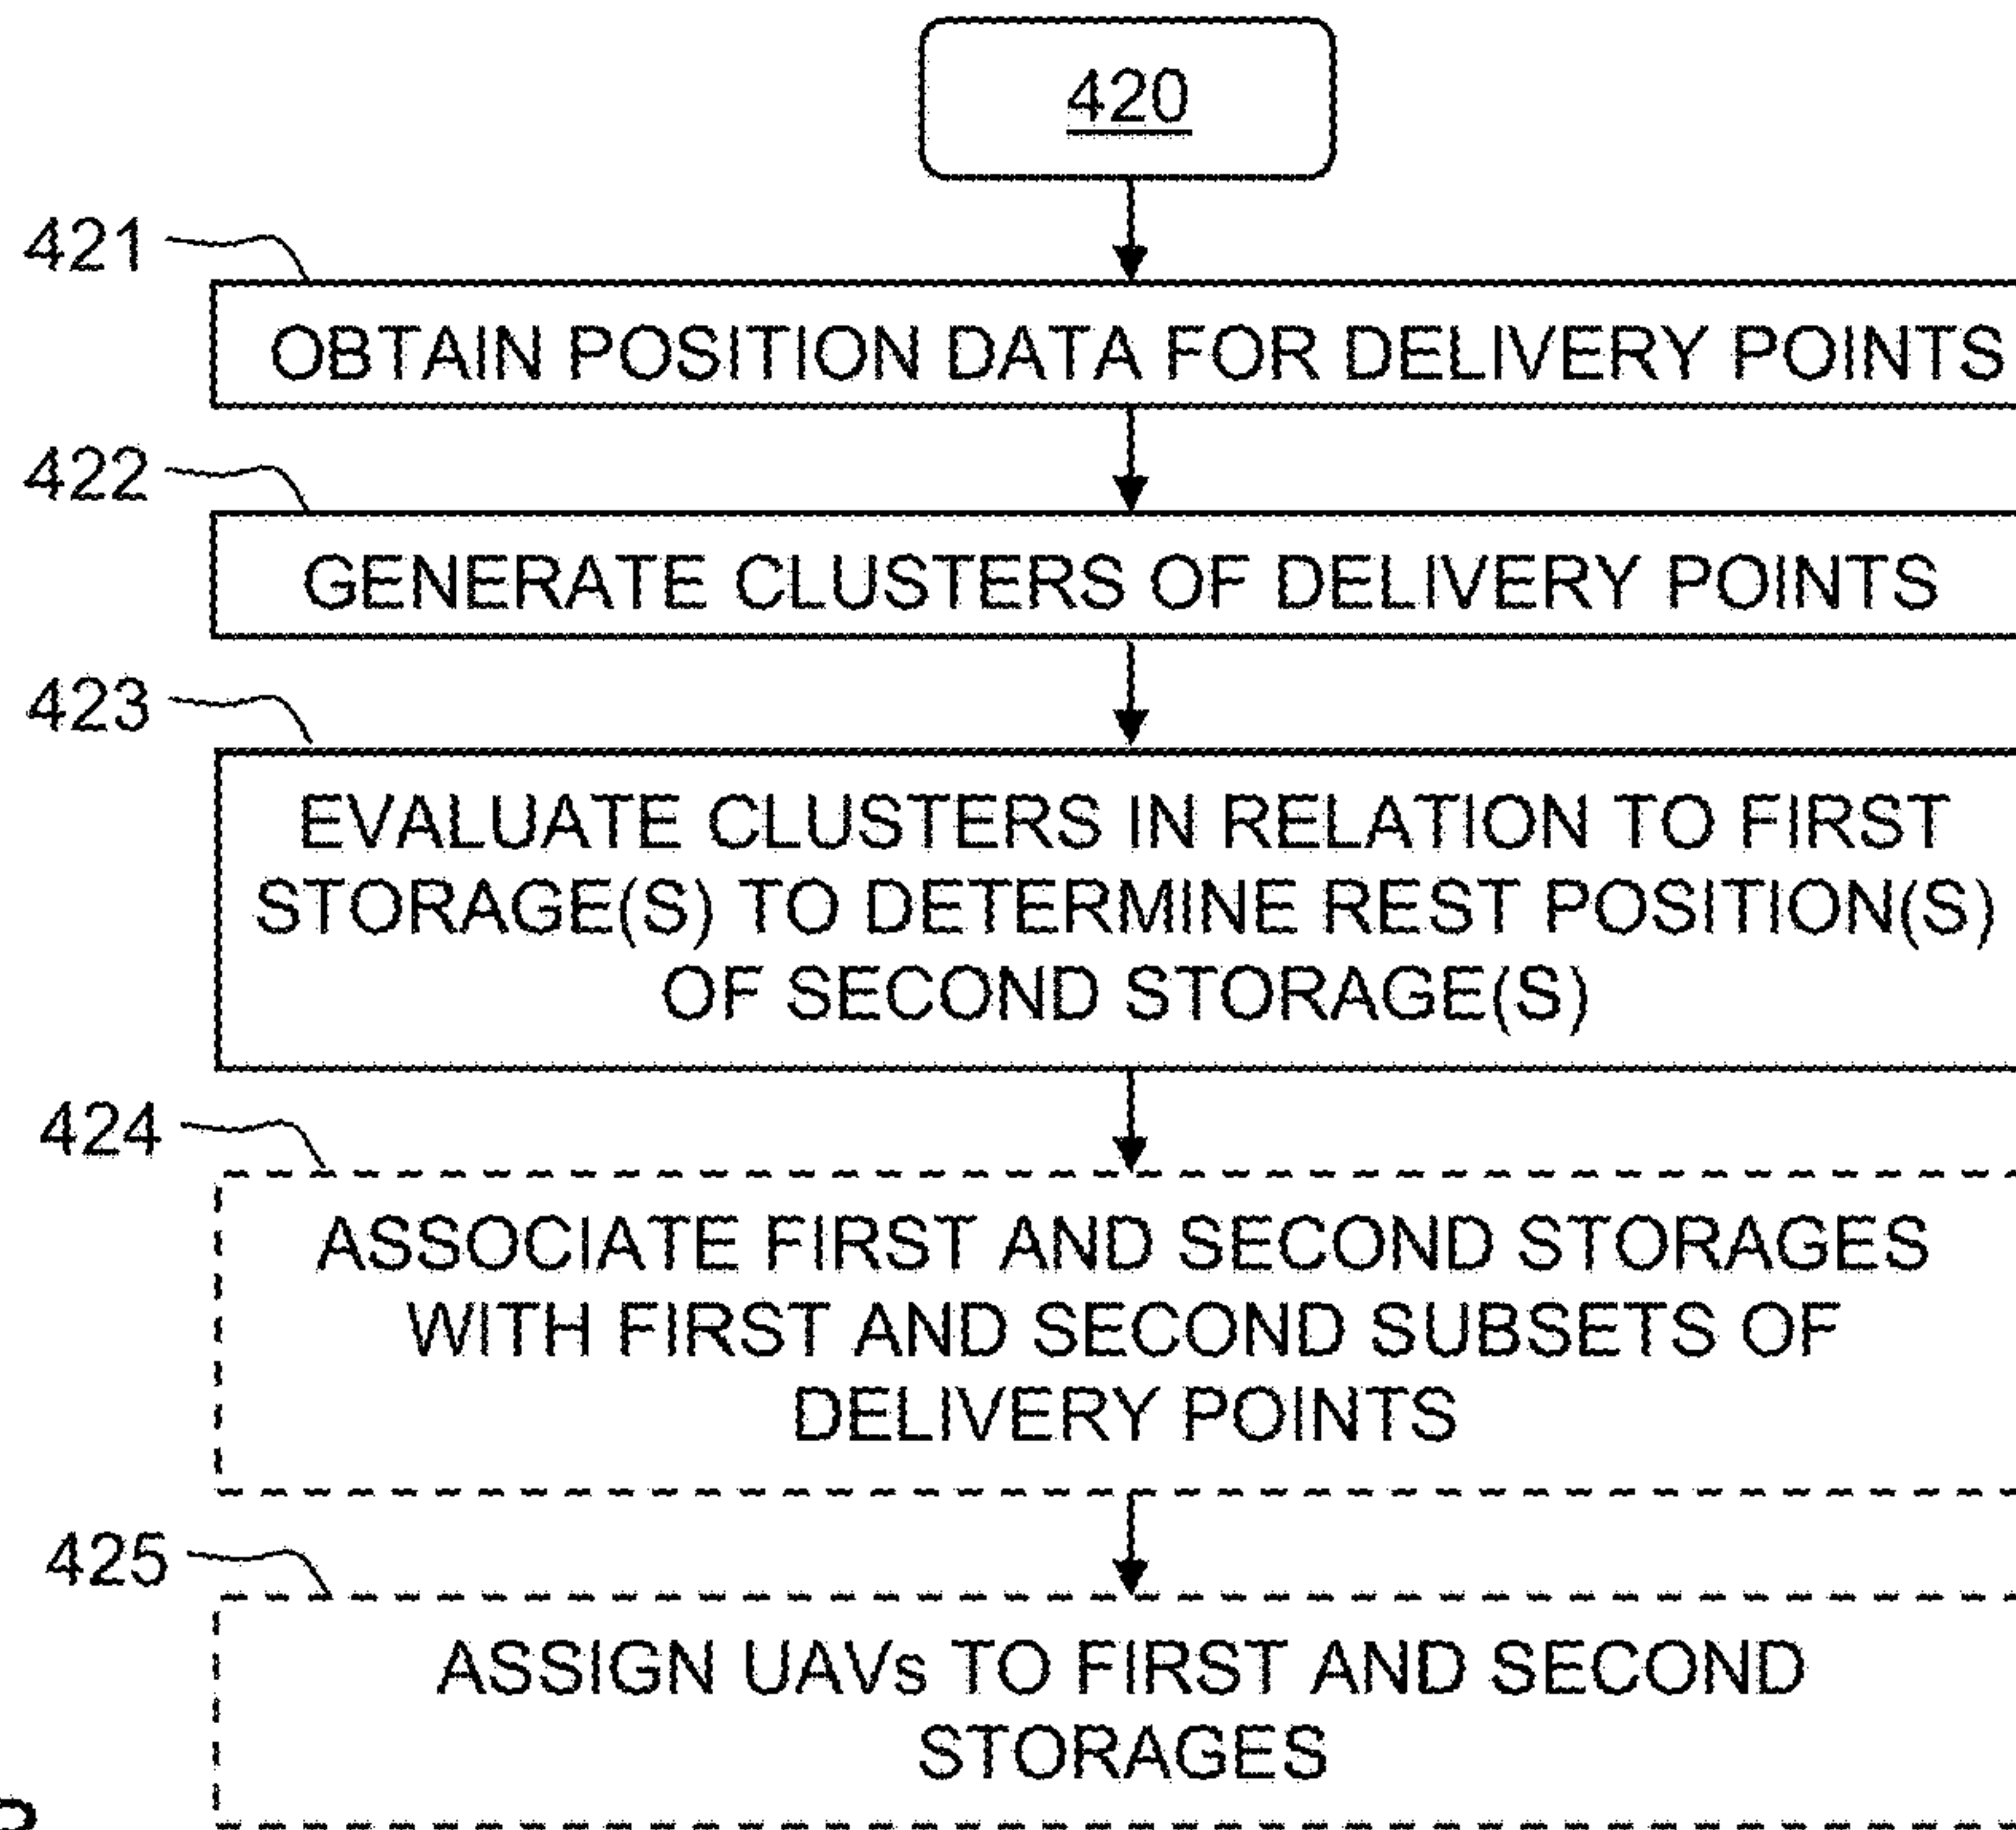 420
421
OBTAIN POSITION DATA FOR DELIVERY POINTS
422
GENERATE CLUSTERS OF DELIVERY POINTS
423
EVALUATE CLUSTERS IN RELATION TO FIRST
STORAGE(S) TO DETERMINE REST POSITION(S)
OF SECOND STORAGE(S)
424
ASSOCIATE FIRST AND SECOND STORAGES
WITH FIRST AND SECOND SUBSETS OF
DELIVERY POINTS
425
ASSIGN UAVs TO FIRST AND SECOND
STORAGES